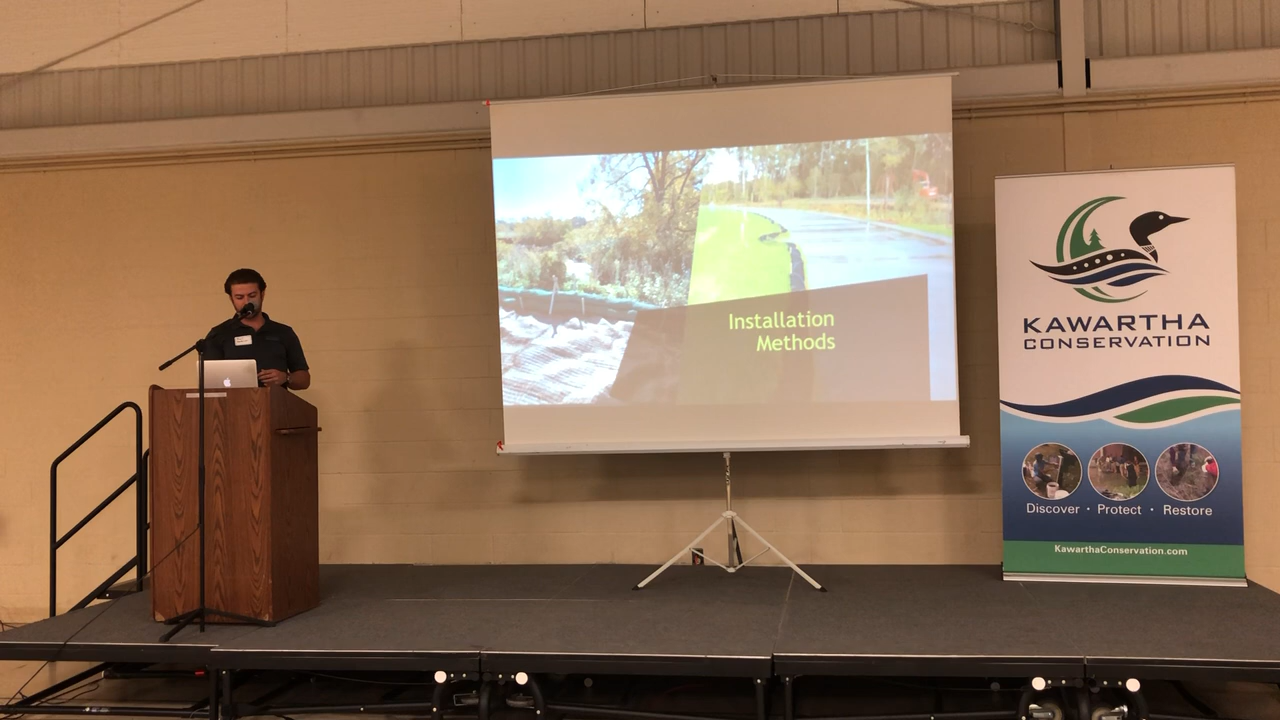 Installation
Methods
KAWARTHA
CONSERVATION
Discover · Protect · Restore
KawarthaConservation.com